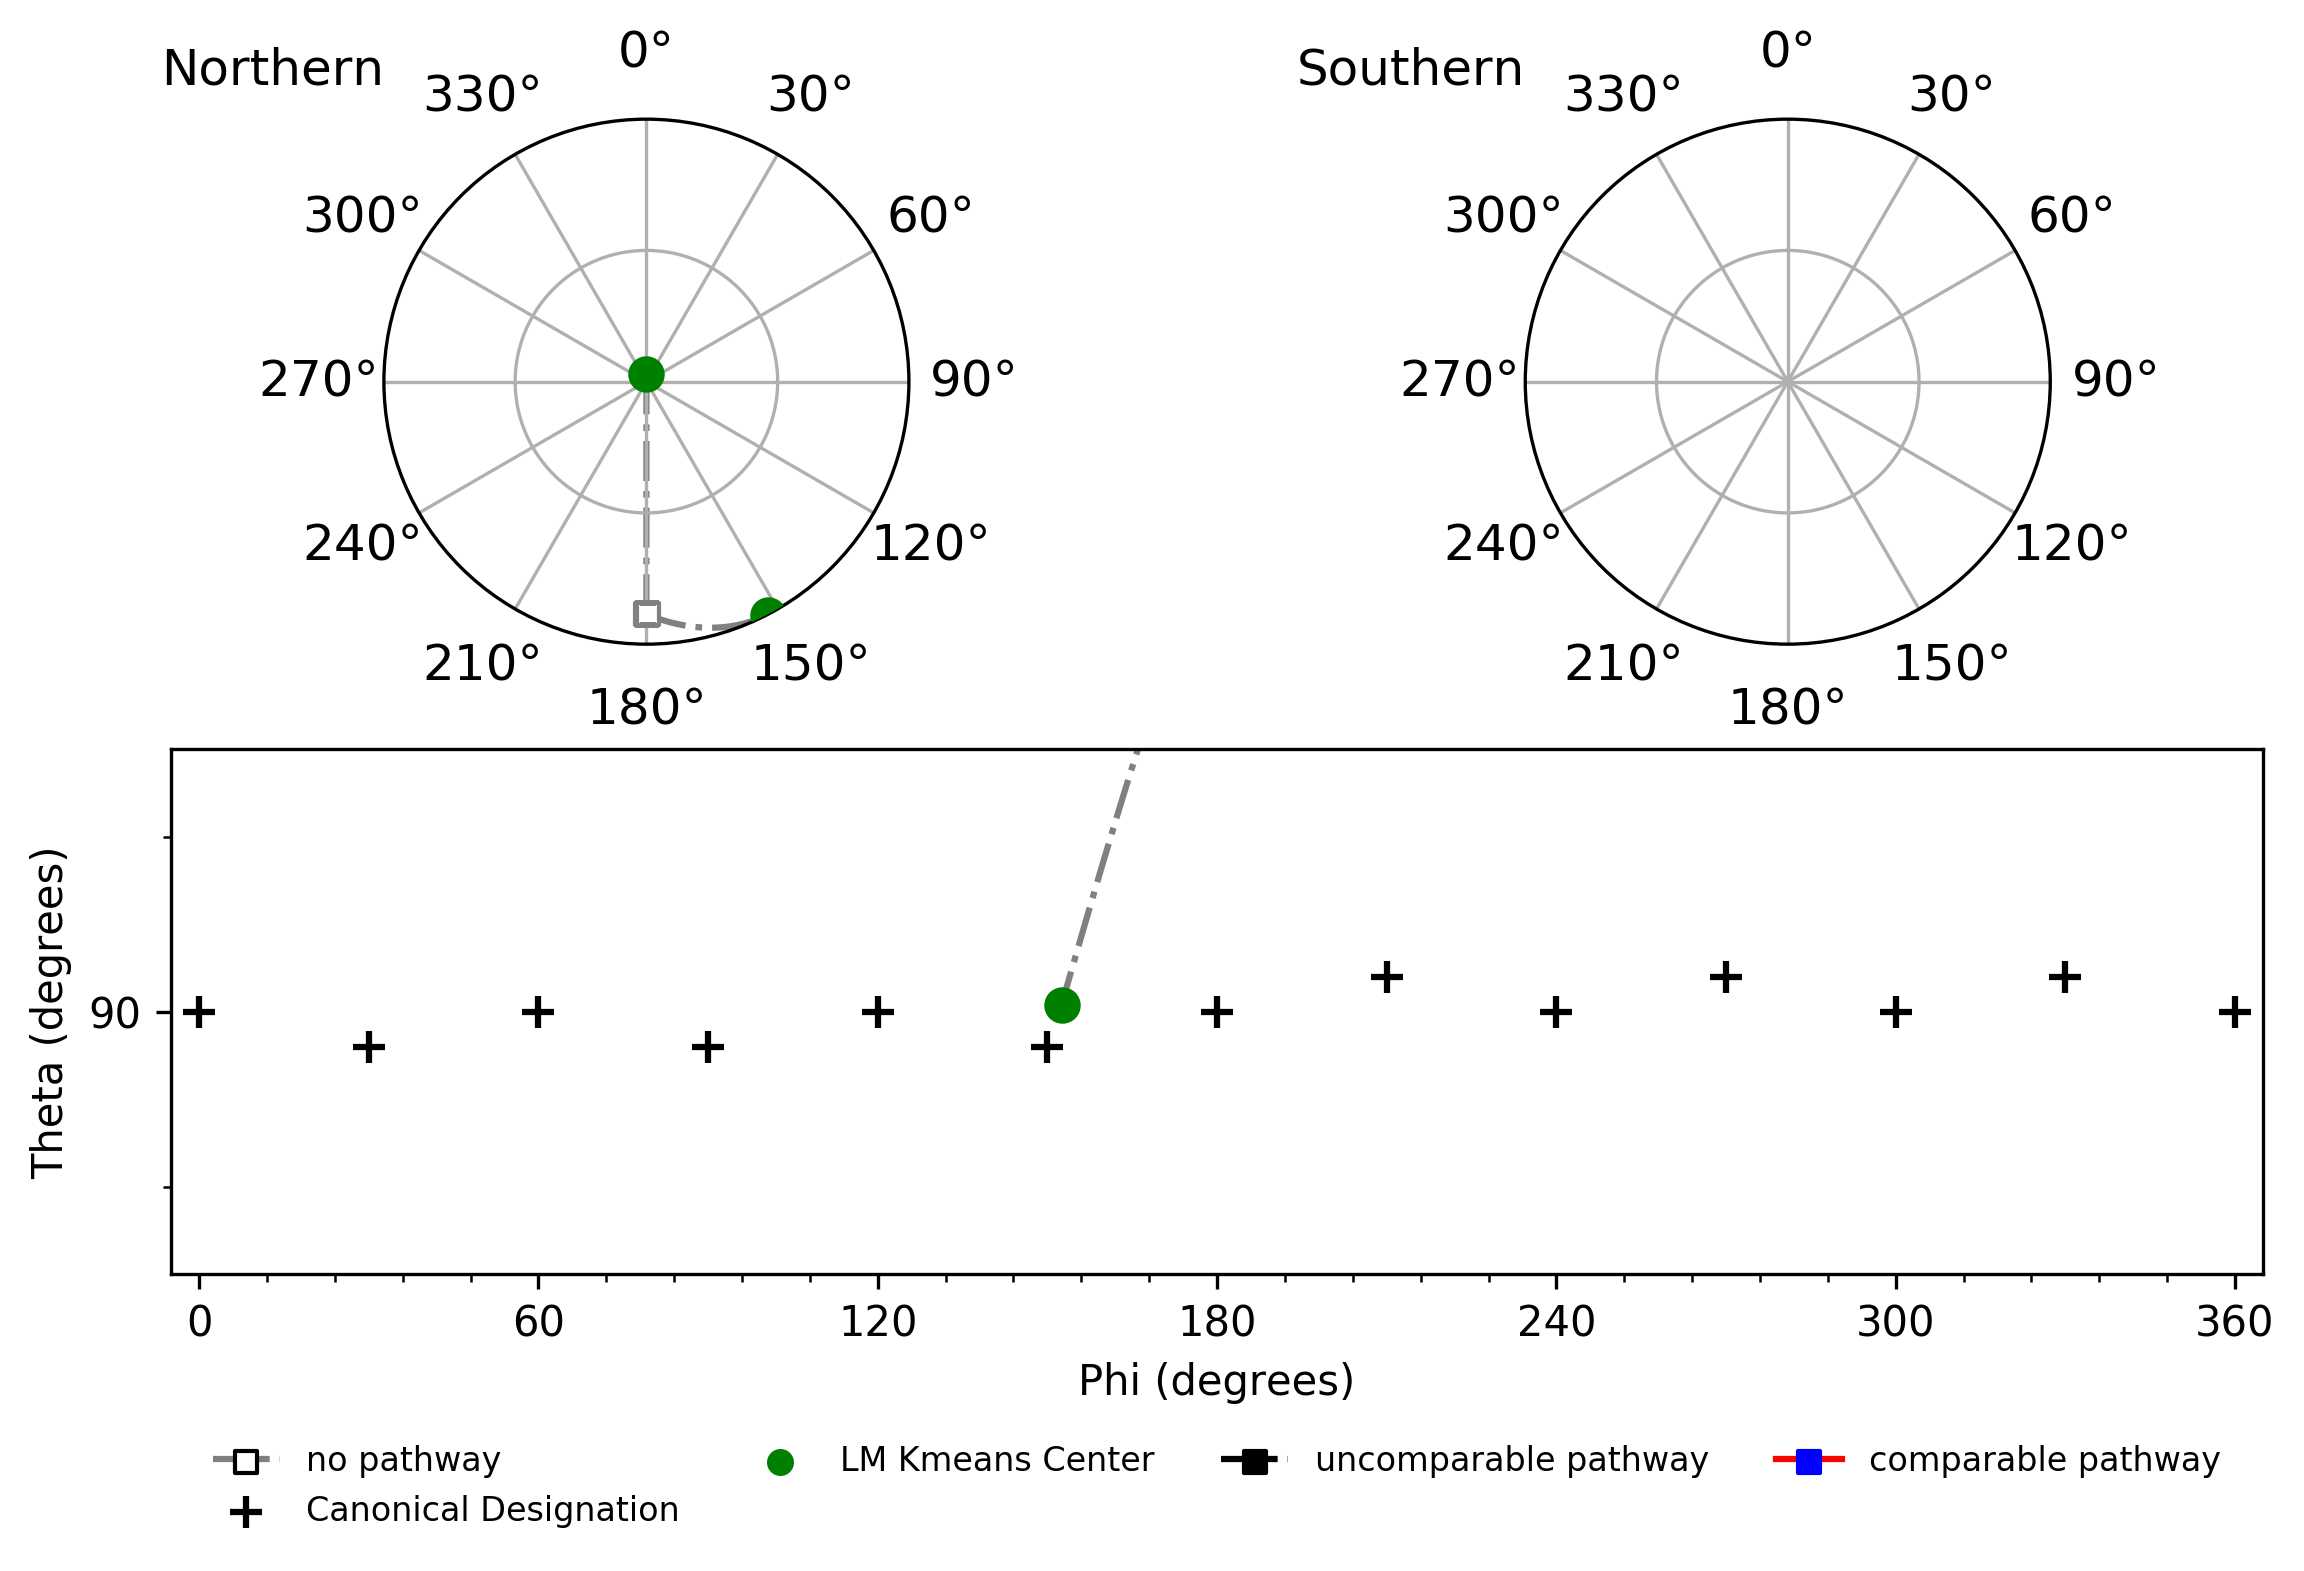 Northern
0°
330° 30°
300° 60°
270° 90°
240° 120°
210° 150°
180°
Southern
0°
330° 30°
300° 60°
270° 90°
240° 120°
210° 150°
180°
Theta (degrees)
90
0 60 120 180 240 300 360
Phi (degrees)
no pathway LM Kmeans Center uncomparable pathway comparable pathway
Canonical Designation